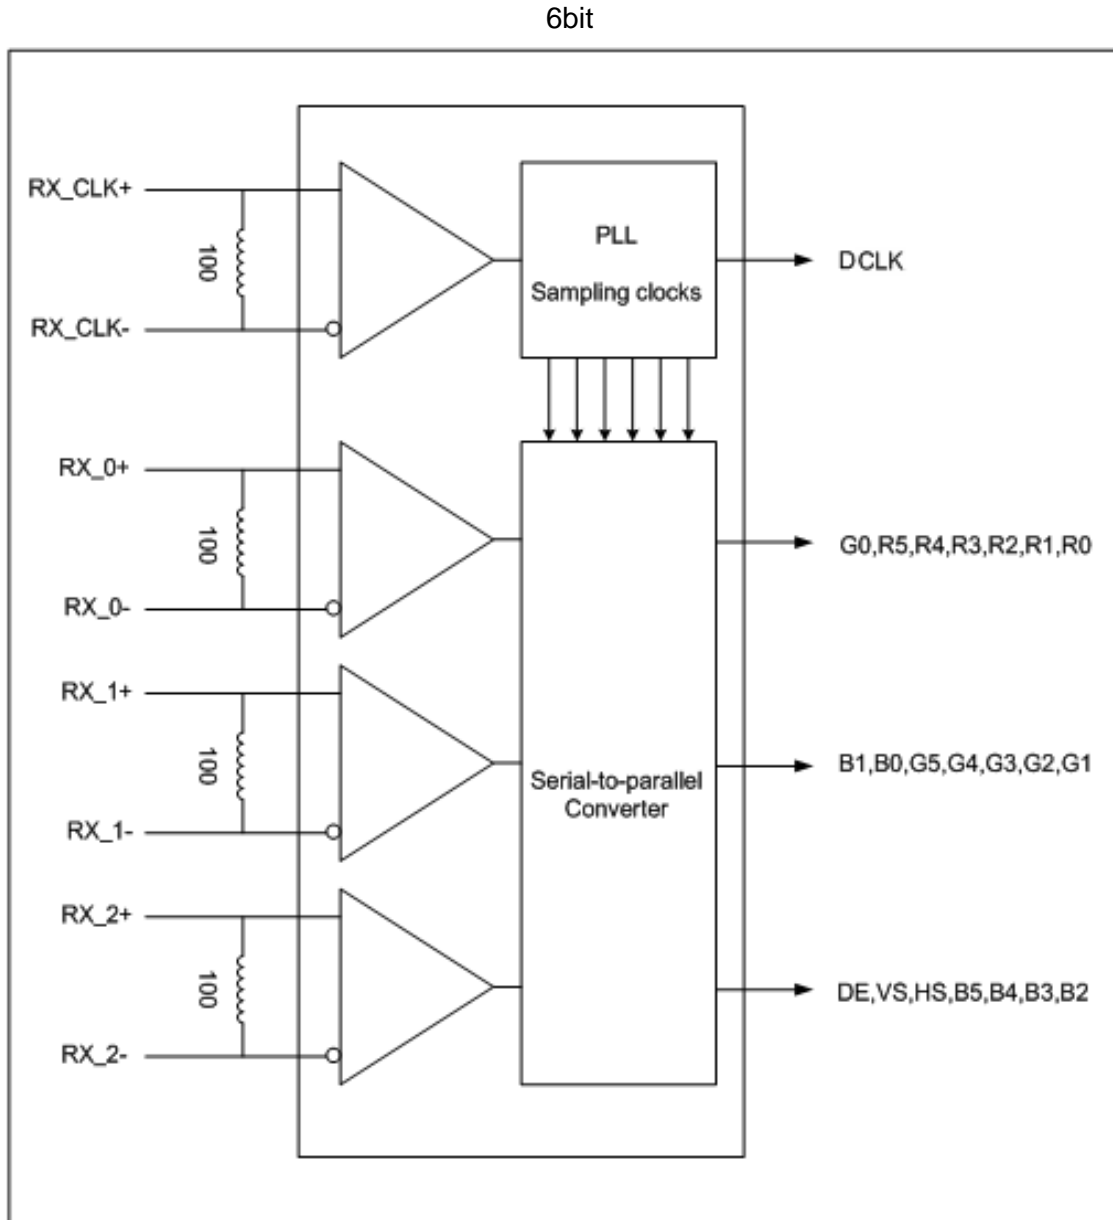 6bit
RX_CLK+
100
RX_CLK-
PLL
Sampling clocks
DCLK
RX_0+
100
RX_0-
G0,R5,R4,R3,R2,R1,R0
RX_1+
100
RX_1-
Serial-to-parallel
Converter
B1,B0,G5,G4,G3,G2,G1
RX_2+
100
RX_2-
DE,VS,HS,B5,B4,B3,B2